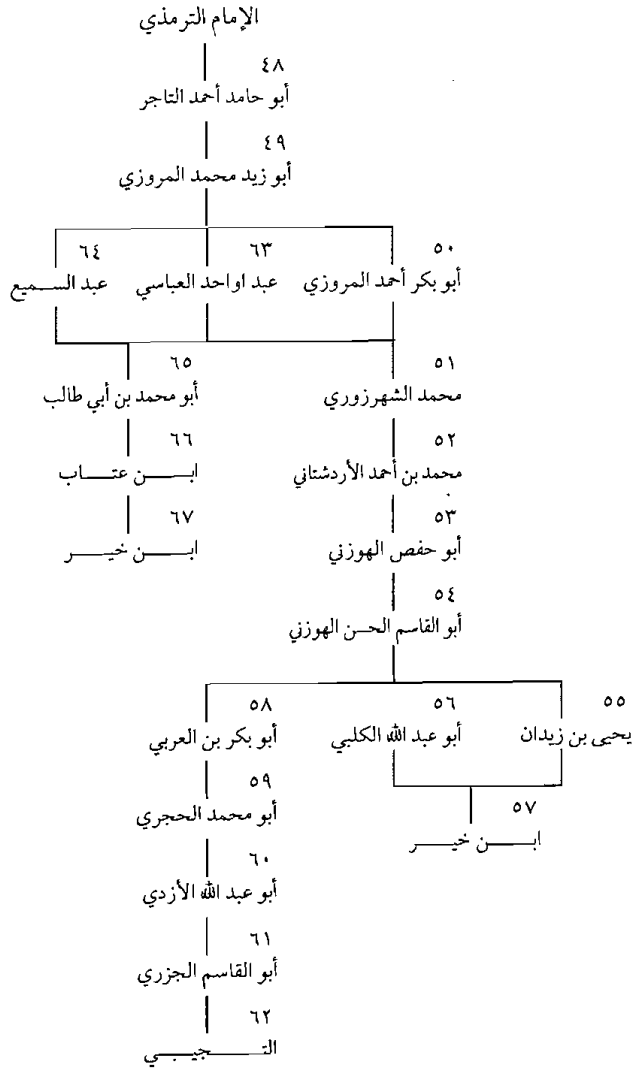 الإمام الترمذي
٤٨
أبو حامد أحمد التاجر
٤٩
أبو زيد محمد المروزي
٥٠ ٦٣ ٦٤
أبو بكر أحمد المروزي عبد اواحد العباسي عبد السميع
٥١ ٦٥
محمد الشهرزوري أبو محمد بن أبي طالب
٥٢ ٦٦
محمد بن أحمد الأردشتاني ابن عتاب
٥٣ ٦٧
أبو حفص الهوزني ابن خير
٥٤
أبو القاسم الحسن الهوزني
٥٥ ٥٦ ٥٨
يحيى بن زيدان أبو عبد الله الكلبي أبو بكر بن العربي
٥٧ ٥٩
ابن خير أبو محمد الحجري
٦٠
أبو عبد الله الأزدي
٦١
أبو القاسم الجزري
٦٢
التجيبي